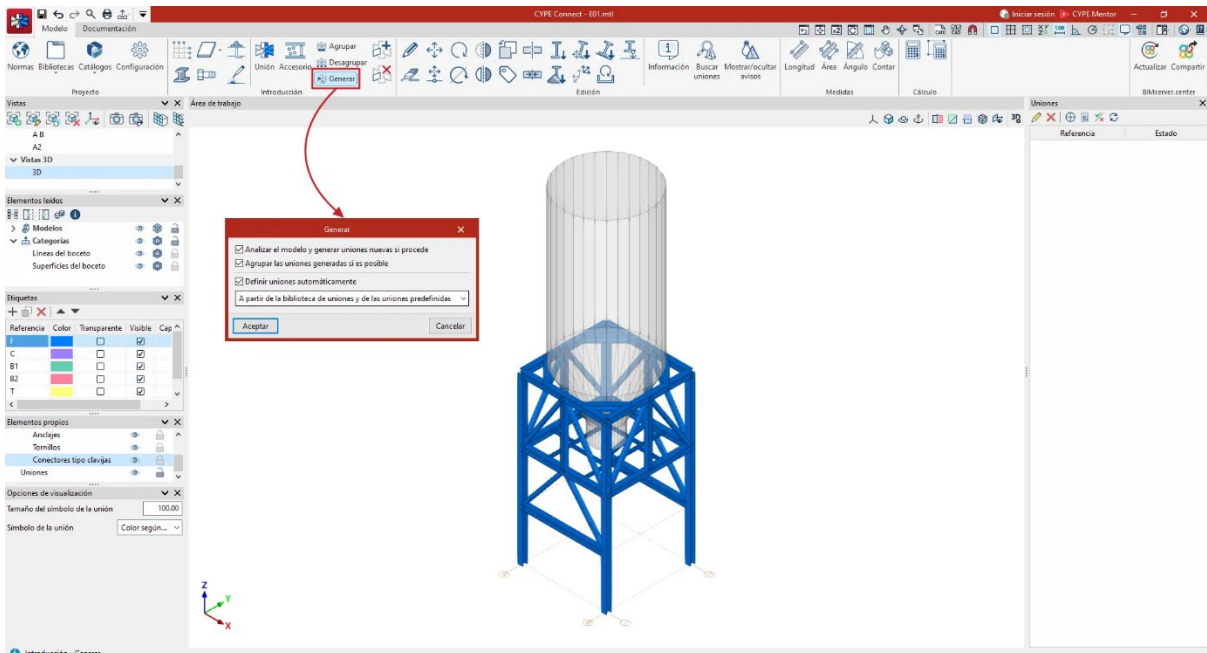 CYPE Connect - E01.mtl
Iniciar sesión
CYPE Mentor
Modelo Documentación
Normas Bibliotecas Catálogos Configuración
Proyecto
Unión Accesorio
Agrupar
Desagrupar
Generar
Introducción
Edición
Información Buscar uniones Mostrar/ocultar avisos
Longitud Área Ángulo Contar
Medidas
Cálculo
Actualizar Compartir
BIMserver.center
Vistas
A B
A2
Vistas 3D
3D
Elementos leídos
Modelos
Categorías
Líneas del boceto
Superficies del boceto
Etiquetas
Referencia Color Transparente Visible Cap
F
C
B1
B2
T
Elementos propios
Anclajes
Tornillos
Conectores tipo clavijas
Uniones
Opciones de visualización
Tamaño del símbolo de la unión 100.00
Símbolo de la unión Color según...
Área de trabajo
Generar
Analizar el modelo y generar uniones nuevas si procede
Agrupar las uniones generadas si es posible
Definir uniones automáticamente
A partir de la biblioteca de uniones y de las uniones predefinidas
Aceptar Cancelar
Z
Y
X
Uniones
Referencia Estado
Introducción - Generar